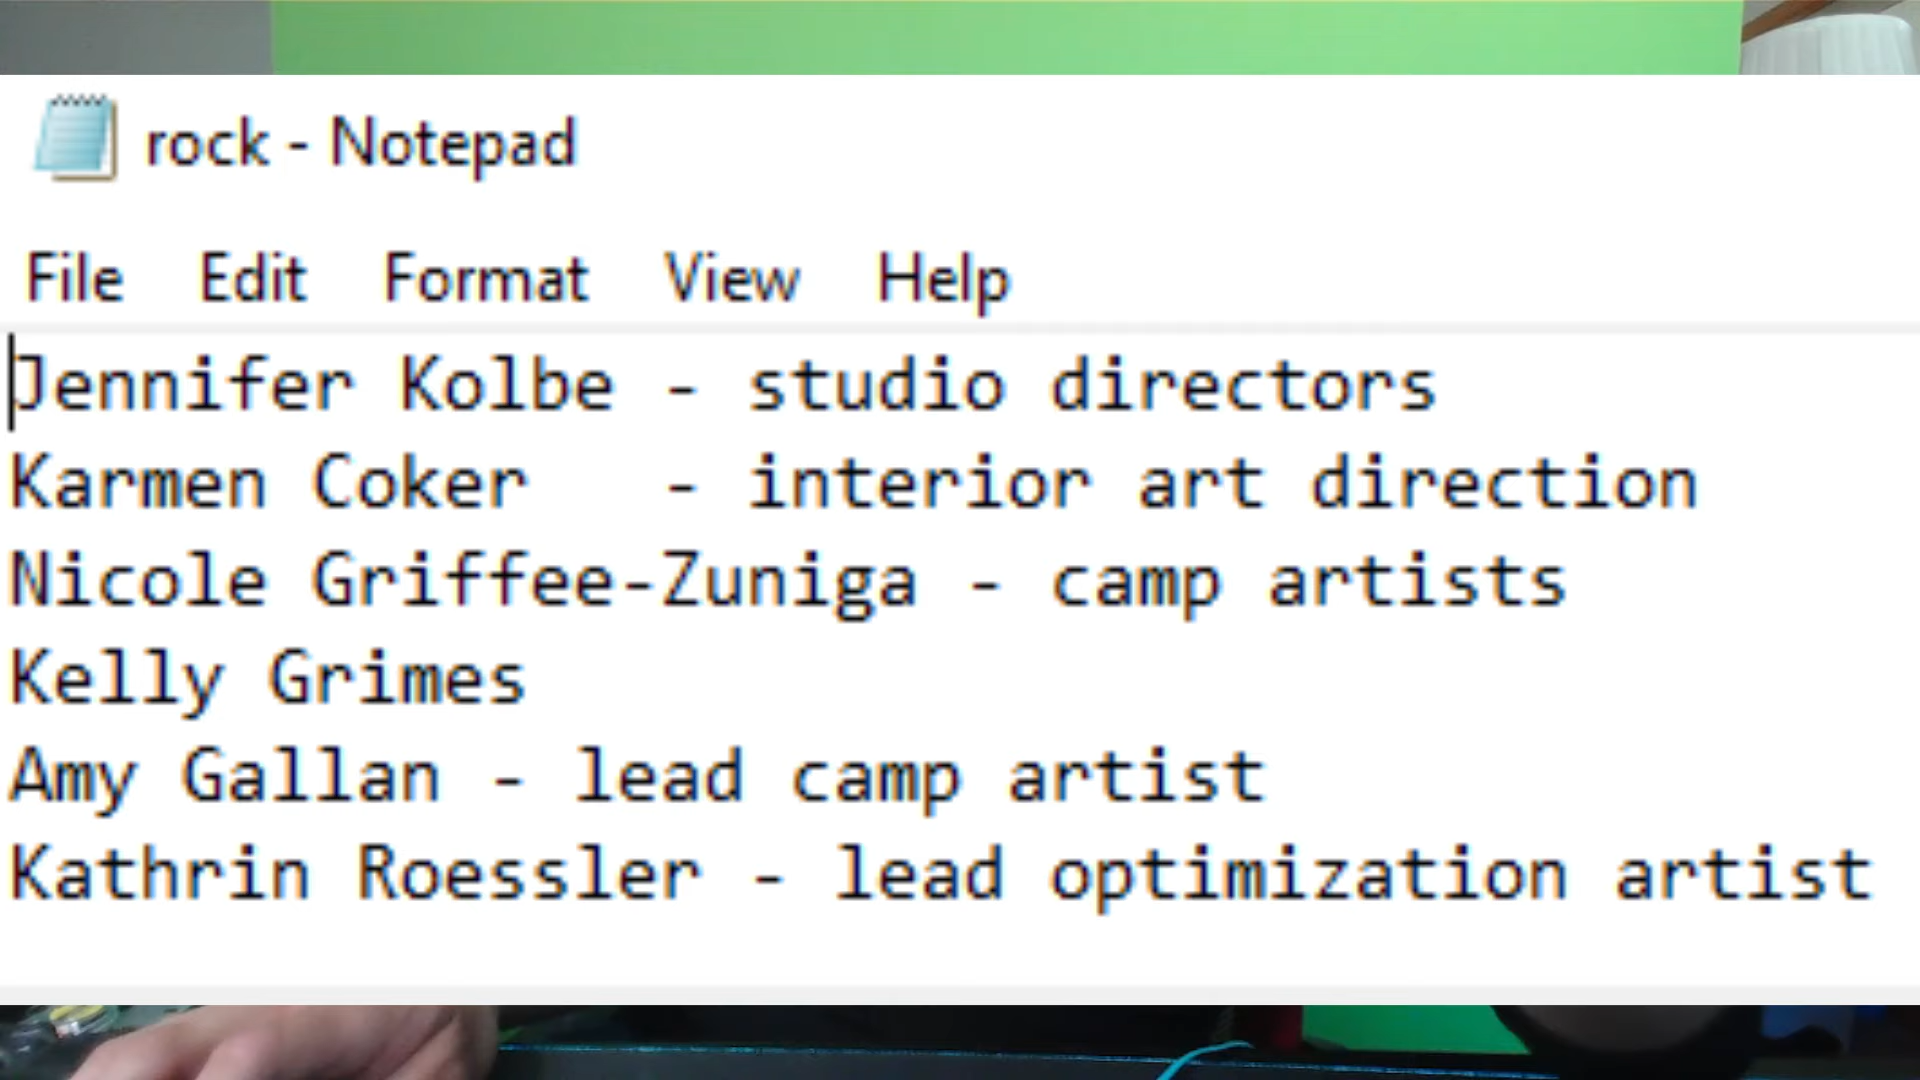 rock - Notepad
File Edit Format View Help
Jennifer Kolbe - studio directors
Karmen Coker - interior art direction
Nicole Griffee-Zuniga - camp artists
Kelly Grimes
Amy Gallan - lead camp artist
Kathrin Roessler - lead optimization artist